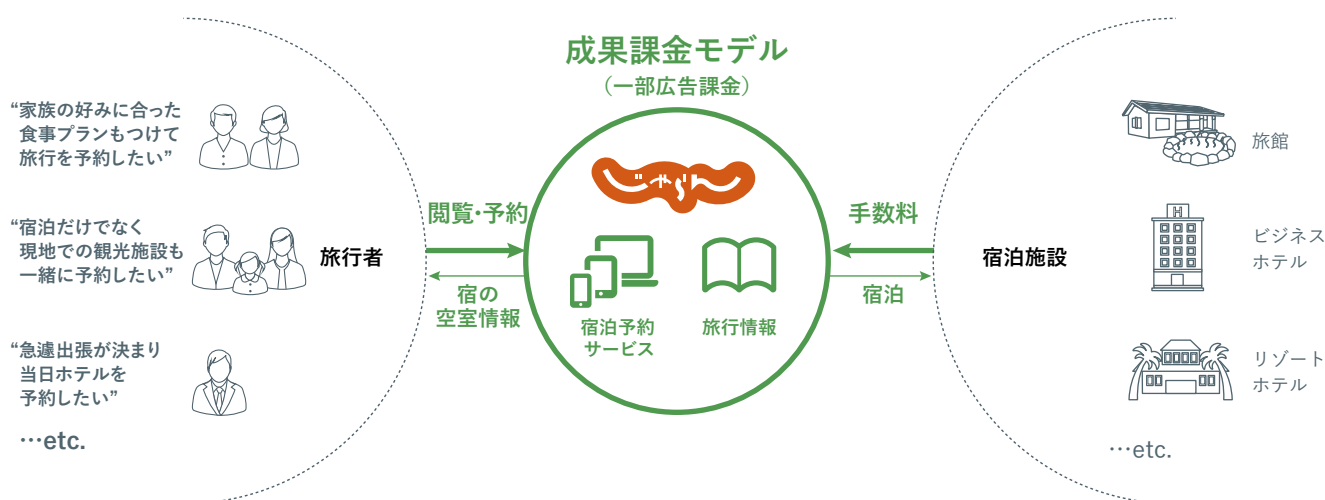 成果課金モデル
（一部広告課金）
“家族の好みに合った
食事プランもつけて
旅行を予約したい”
“宿泊だけでなく
現地での観光施設も
一緒に予約したい”
“急遽出張が決まり
当日ホテルを
予約したい”
…etc.
旅行者
閲覧・予約
宿の
空室情報
じゃらん
宿泊予約
サービス
旅行情報
手数料
宿泊
宿泊施設
旅館
H
ビジネス
ホテル
リゾート
ホテル
…etc.